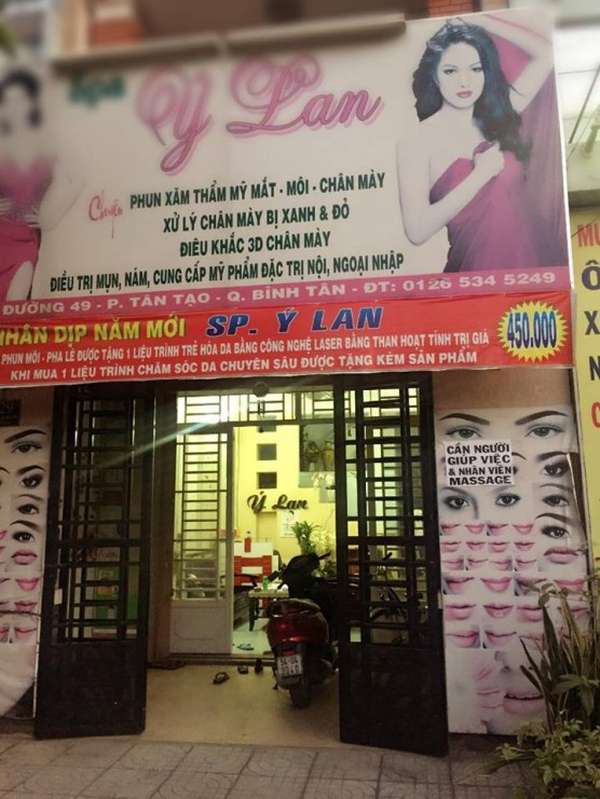 Spa
Ý Lan
Chuyên
PHUN XĂM THẨM MỸ MẮT - MÔI - CHÂN MÀY
XỬ LÝ CHÂN MÀY BỊ XANH & ĐỎ
ĐIÊU KHẮC 3D CHÂN MÀY
ĐIỀU TRỊ MỤN, NÁM, CUNG CẤP MỸ PHẨM ĐẶC TRỊ NỘI, NGOẠI NHẬP
ĐƯỜNG 49 - P. TÂN TẠO - Q. BÌNH TÂN - ĐT: 0126 534 5249
NHÂN DỊP NĂM MỚI SP. Ý LAN
PHUN MÔI - PHA LÊ ĐƯỢC TẶNG 1 LIỆU TRÌNH TRẺ HÓA DA BẰNG CÔNG NGHỆ LASER BẰNG THAN HOẠT TÍNH TRỊ GIÁ
450.000
KHI MUA 1 LIỆU TRÌNH CHĂM SÓC DA CHUYÊN SÂU ĐƯỢC TẶNG KÈM SẢN PHẨM
CẦN NGƯỜI
GIÚP VIỆC
& NHÂN VIÊN
MASSAGE
Ý Lan